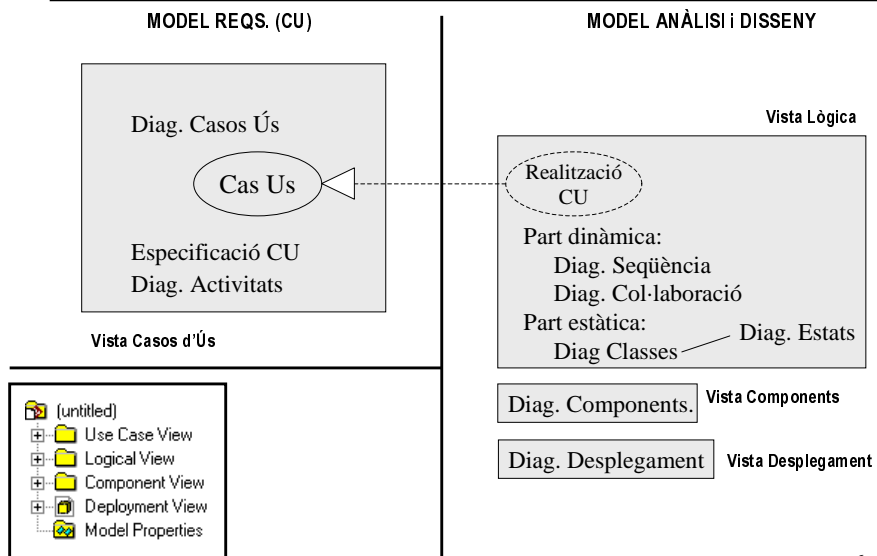 MODEL REQS. (CU)
Diag. Casos Ús
Cas Us
Especificació CU
Diag. Activitats
Vista Casos d'Ús
(untitled)
Use Case View
Logical View
Component View
Deployment View
Model Properties
MODEL ANÀLISI i DISSENY
Vista Lògica
Realització
CU
Part dinàmica:
Diag. Seqüència
Diag. Col·laboració
Part estàtica:
Diag Classes
Diag. Estats
Diag. Components.
Vista Components
Diag. Desplegament
Vista Desplegament